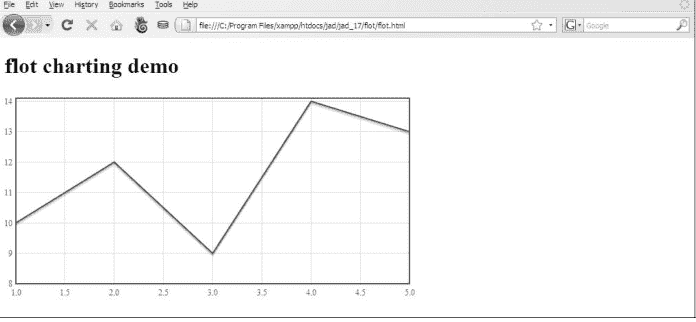 File Edit View History Bookmarks Tools Help
file:///C:/Program Files/xampp/htdocs/jad/jad_17/flot/flot.html
Google
flot charting demo
14
13
12
11
10
9
8
1.0 1.5 2.0 2.5 3.0 3.5 4.0 4.5 5.0